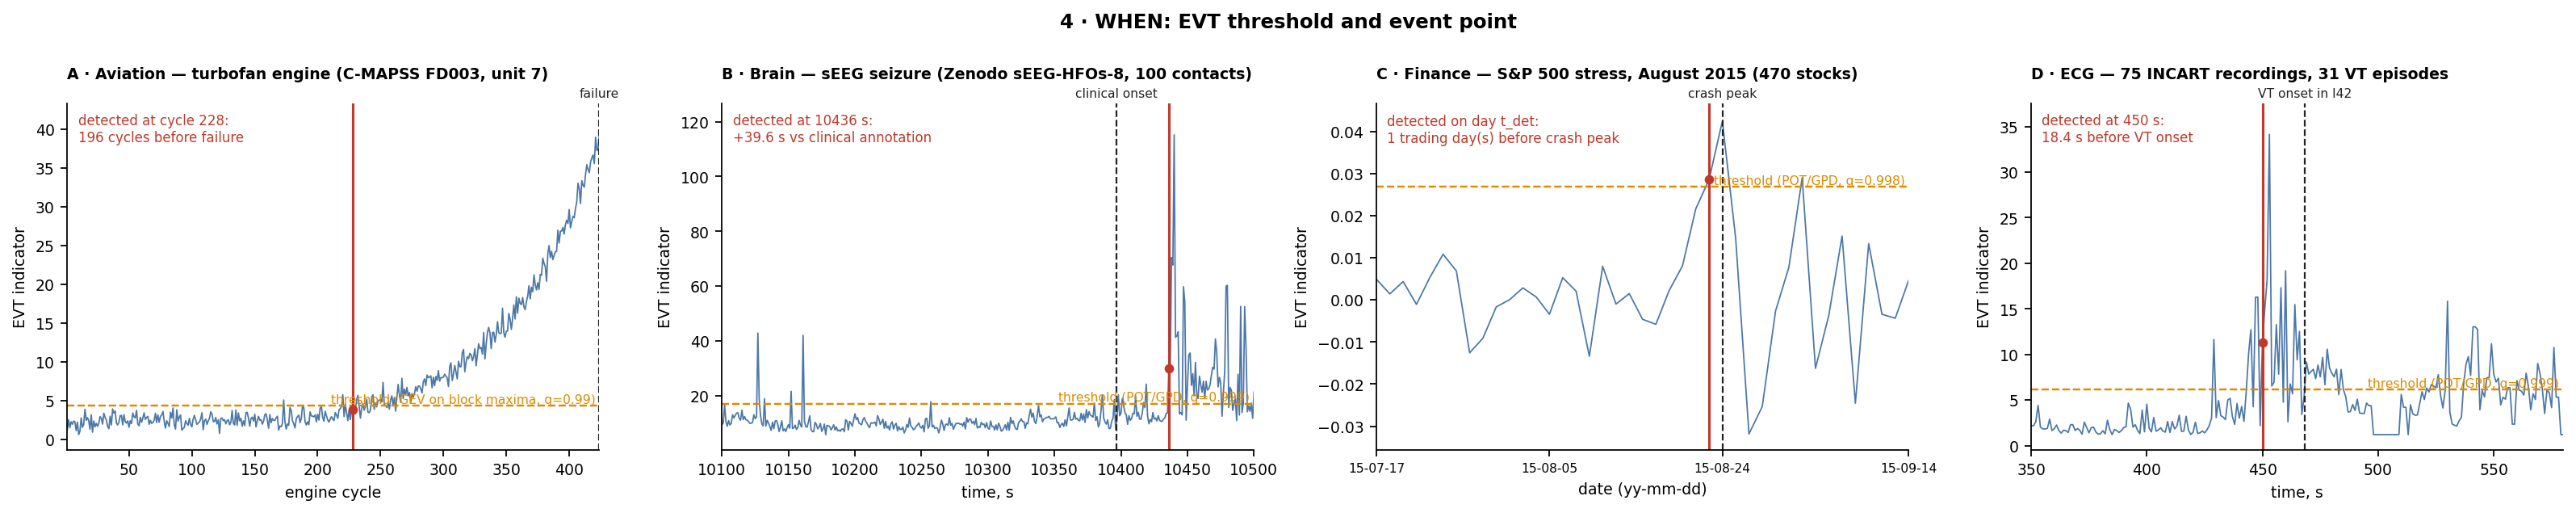 4 · WHEN: EVT threshold and event point
A · Aviation — turbofan engine (C-MAPSS FD003, unit 7)
failure
detected at cycle 228:
196 cycles before failure
threshold (GEV on block maxima, q=0.99)
EVT indicator
0
5
10
15
20
25
30
35
40
50
100
150
200
250
300
350
400
engine cycle
B · Brain — sEEG seizure (Zenodo sEEG-HFOs-8, 100 contacts)
clinical onset
detected at 10436 s:
+39.6 s vs clinical annotation
threshold (POT/GPD,
EVT indicator
20
40
60
80
100
120
10100
10150
10200
10250
10300
10350
10400
10450
10500
time, s
C · Finance — S&P 500 stress, August 2015 (470 stocks)
crash peak
detected on day t_det:
1 trading day(s) before crash peak
threshold (POT/GPD, q=0.998)
EVT indicator
0.04
0.03
0.02
0.01
0.00
−0.01
−0.02
−0.03
15-07-17
15-08-05
15-08-24
15-09-14
date (yy-mm-dd)
D · ECG — 75 INCART recordings, 31 VT episodes
VT onset in I42
detected at 450 s:
18.4 s before VT onset
threshold (POT/GPD, q=0.999)
EVT indicator
0
5
10
15
20
25
30
35
350
400
450
500
550
time, s